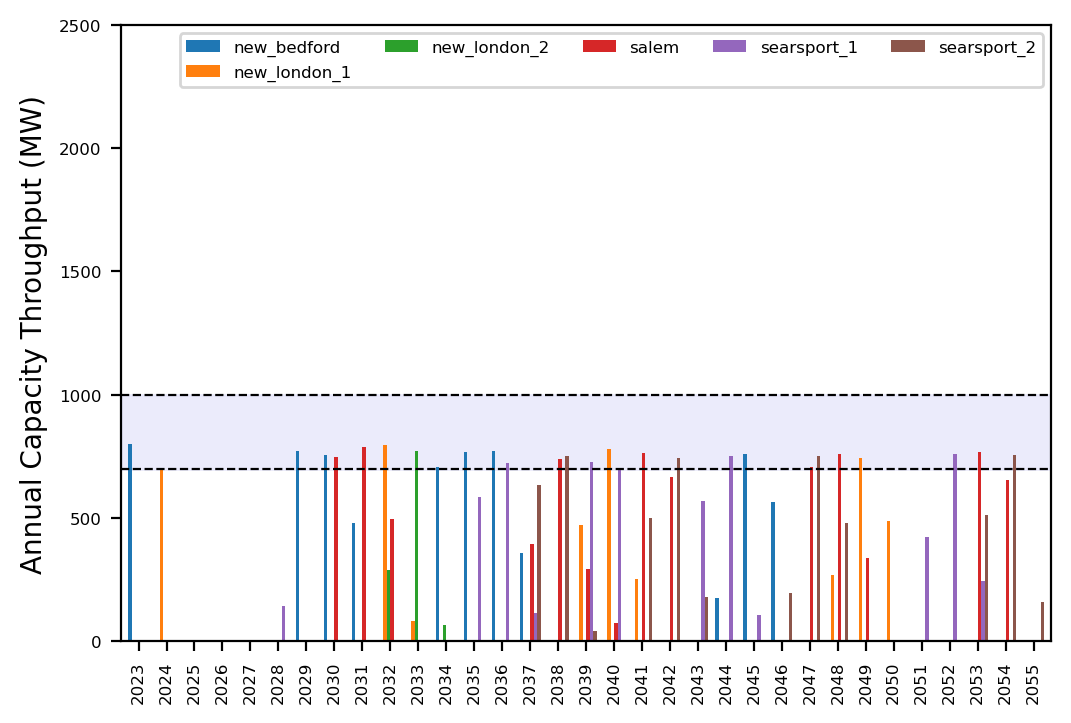 Annual Capacity Throughput (MW)
2500
2000
1500
1000
500
0
new_bedford new_london_2 salem searsport_1 searsport_2
new_london_1
2023 2024 2025 2026 2027 2028 2029 2030 2031 2032 2033 2034 2035 2036 2037 2038 2039 2040 2041 2042 2043 2044 2045 2046 2047 2048 2049 2050 2051 2052 2053 2054 2055